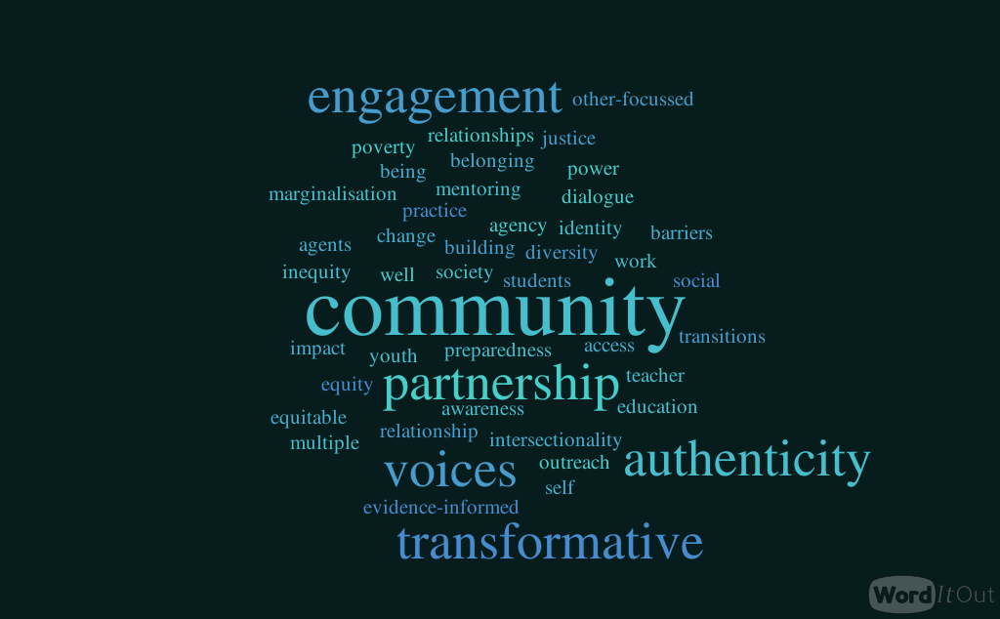 engagement other-focussed
relationships justice
poverty
belonging
being power
mentoring
marginalisation dialogue
practice
agency identity
change barriers
agents building diversity
work
inequity well society
students social
community
transitions
impact preparedness access
youth
partnership teacher
equity
awareness education
equitable
relationship intersectionality
multiple
voices outreach authenticity
self
evidence-informed
transformative
WordItOut